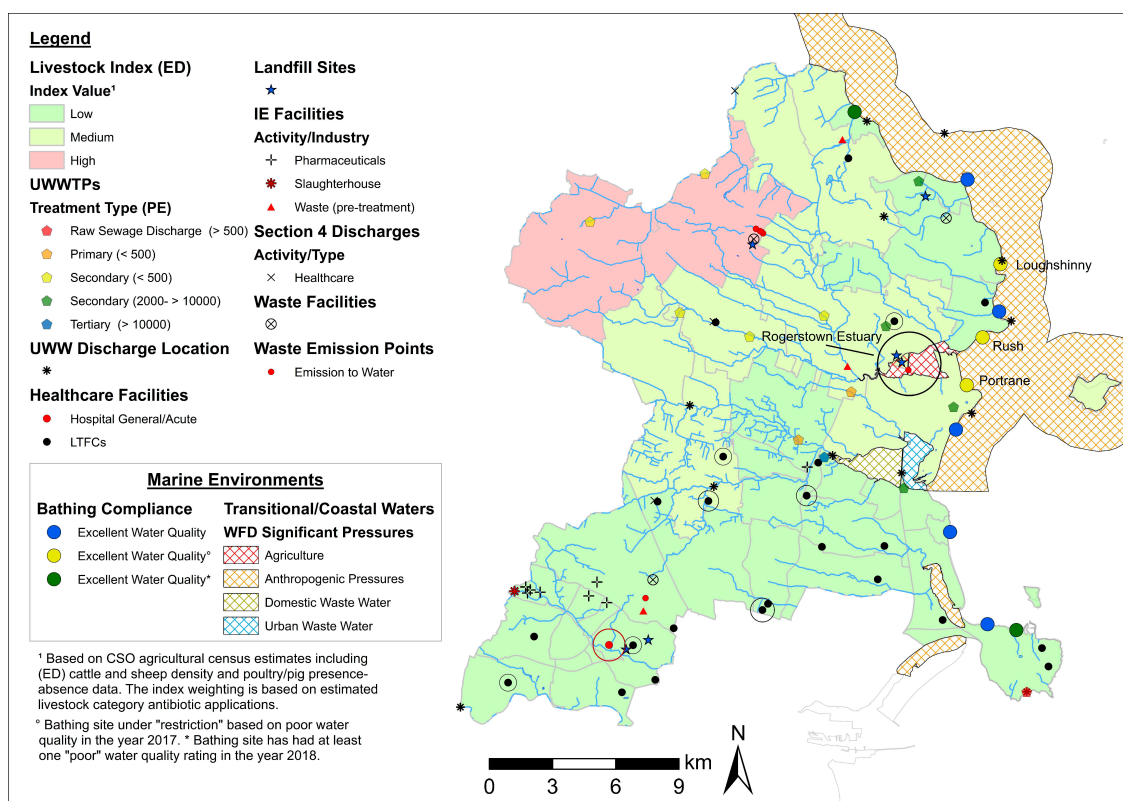 Legend
Livestock Index (ED)
Index Value¹
Low
Medium
High
UWWTPs
Treatment Type (PE)
Raw Sewage Discharge (> 500)
Primary (< 500)
Secondary (< 500)
Secondary (2000- > 10000)
Tertiary (> 10000)
UWW Discharge Location
Healthcare Facilities
Hospital General/Acute
LTFCs
Landfill Sites
IE Facilities
Activity/Industry
Pharmaceuticals
Slaughterhouse
Waste (pre-treatment)
Section 4 Discharges
Activity/Type
Healthcare
Waste Facilities
Waste Emission Points
Emission to Water
Marine Environments
Bathing Compliance
Excellent Water Quality
Excellent Water Quality°
Excellent Water Quality*
Transitional/Coastal Waters
WFD Significant Pressures
Agriculture
Anthropogenic Pressures
Domestic Waste Water
Urban Waste Water
¹ Based on CSO agricultural census estimates including
(ED) cattle and sheep density and poultry/pig presence-
absence data. The index weighting is based on estimated
livestock category antibiotic applications.
° Bathing site under "restriction" based on poor water
quality in the year 2017. * Bathing site has had at least
one "poor" water quality rating in the year 2018.
Loughshinny
Rogerstown Estuary
Rush
Portrane
km
0 3 6 9
N